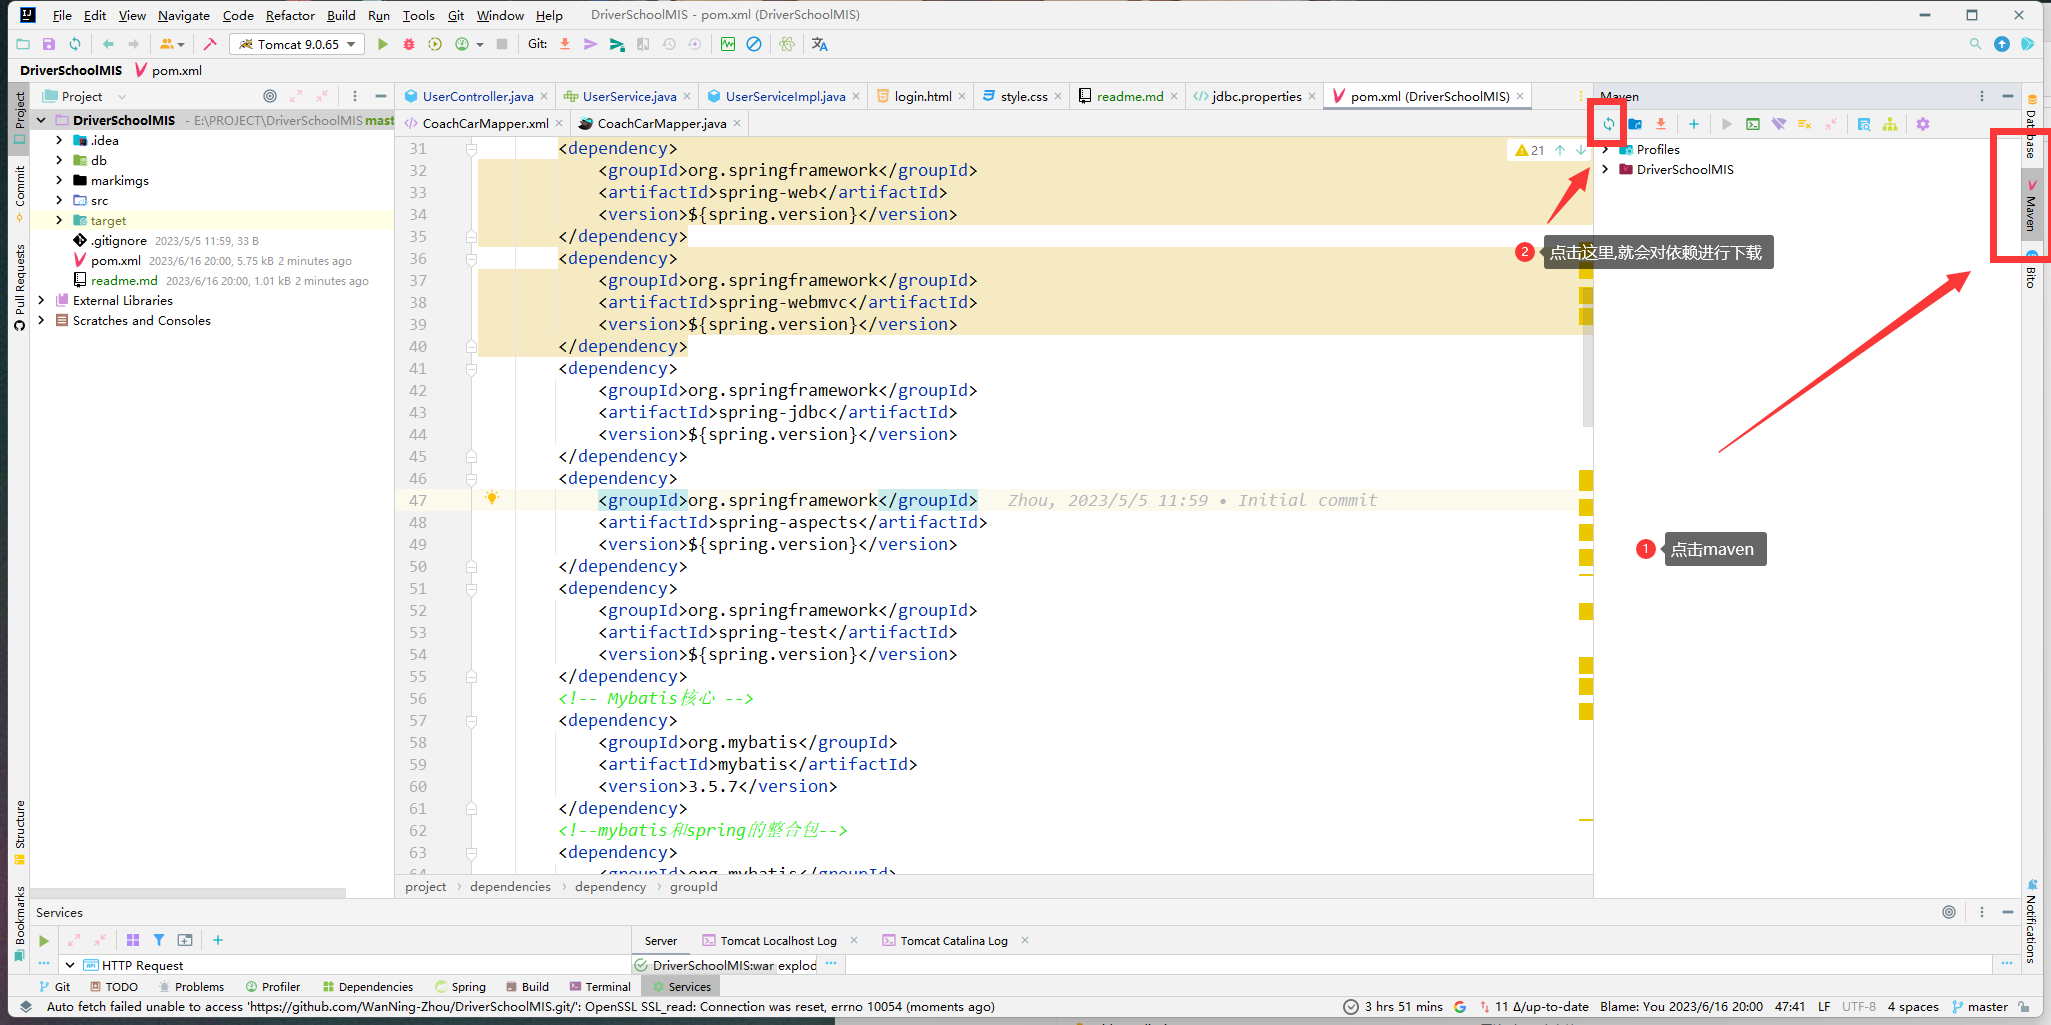 File Edit View Navigate Code Refactor Build Run Tools Git Window Help DriverSchoolMIS - pom.xml (DriverSchoolMIS)
Tomcat 9.0.65 Git:
DriverSchoolMIS pom.xml
Project
UserController.java UserService.java UserServiceImpl.java login.html style.css readme.md jdbc.properties pom.xml (DriverSchoolMIS)
CoachCarMapper.xml CoachCarMapper.java
Maven
Profiles
DriverSchoolMIS
DriverSchoolMIS - E:\PROJECT\DriverSchoolMIS mast
.idea
db
markimgs
src
target
.gitignore 2023/5/5 11:59, 33 B
pom.xml 2023/6/16 20:00, 5.75 kB 2 minutes ago
readme.md 2023/6/16 20:00, 1.01 kB 2 minutes ago
External Libraries
Scratches and Consoles
Project
Commit
Pull Requests
Structure
Bookmarks
21
31 <dependency>
32 <groupId>org.springframework</groupId>
33 <artifactId>spring-web</artifactId>
34 <version>${spring.version}</version>
35 </dependency>
36 <dependency>
37 <groupId>org.springframework</groupId>
38 <artifactId>spring-webmvc</artifactId>
39 <version>${spring.version}</version>
40 </dependency>
41 <dependency>
42 <groupId>org.springframework</groupId>
43 <artifactId>spring-jdbc</artifactId>
44 <version>${spring.version}</version>
45 </dependency>
46 <dependency>
47 <groupId>org.springframework</groupId> Zhou, 2023/5/5 11:59 • Initial commit
48 <artifactId>spring-aspects</artifactId>
49 <version>${spring.version}</version>
50 </dependency>
51 <dependency>
52 <groupId>org.springframework</groupId>
53 <artifactId>spring-test</artifactId>
54 <version>${spring.version}</version>
55 </dependency>
56 <!-- Mybatis核心 -->
57 <dependency>
58 <groupId>org.mybatis</groupId>
59 <artifactId>mybatis</artifactId>
60 <version>3.5.7</version>
61 </dependency>
62 <!--mybatis和spring的整合包-->
63 <dependency>
64 <groupId>org.mybatis</groupId>
project dependencies dependency groupId
2 点击这里,就会对依赖进行下载
1 点击maven
Database
Maven
Bito
Notifications
Services
Server Tomcat Localhost Log Tomcat Catalina Log
HTTP Request
DriverSchoolMIS:war explod
Git TODO Problems Profiler Dependencies Spring Build Terminal Services
Auto fetch failed unable to access 'https://github.com/WanNing-Zhou/DriverSchoolMIS.git/': OpenSSL SSL_read: Connection was reset, errno 10054 (moments ago) 3 hrs 51 mins 11 Δ/up-to-date Blame: You 2023/6/16 20:00 47:41 LF UTF-8 4 spaces master